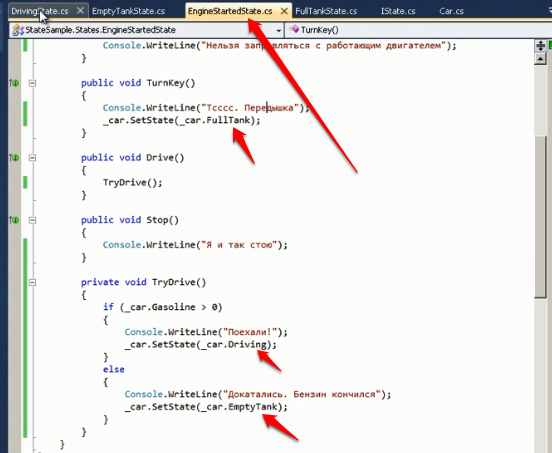 DrivingState.cs EmptyTankState.cs EngineStartedState.cs FullTankState.cs IState.cs Car.cs
StateSample.States.EngineStartedState TurnKey()
Console.WriteLine("Нельзя заправляться с работающим двигателем");
}
public void TurnKey()
{
Console.WriteLine("Тсссс. Передышка");
_car.SetState(_car.FullTank);
}
public void Drive()
{
TryDrive();
}
public void Stop()
{
Console.WriteLine("Я и так стою");
}
private void TryDrive()
{
if (_car.Gasoline > 0)
{
Console.WriteLine("Поехали!");
_car.SetState(_car.Driving);
}
else
{
Console.WriteLine("Докатались. Бензин кончился");
_car.SetState(_car.EmptyTank);
}
}
}